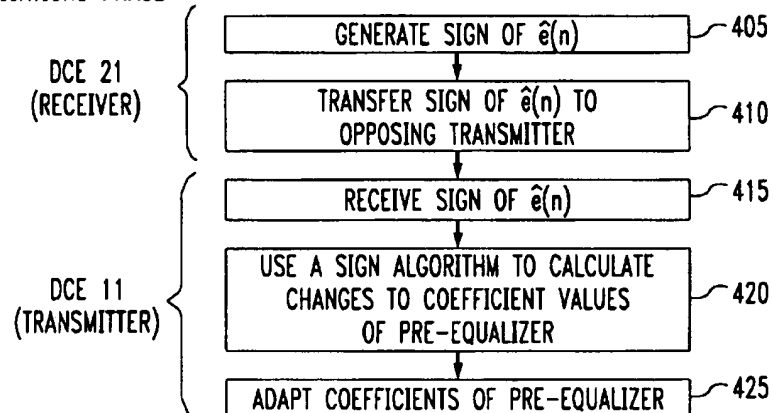 GENERATE SIGN OF ê(n)
405
DCE 21
(RECEIVER)
TRANSFER SIGN OF ê(n) TO
OPPOSING TRANSMITTER
410
RECEIVE SIGN OF ê(n)
415
DCE 11
(TRANSMITTER)
USE A SIGN ALGORITHM TO CALCULATE
CHANGES TO COEFFICIENT VALUES
OF PRE-EQUALIZER
420
ADAPT COEFFICIENTS OF PRE-EQUALIZER
425